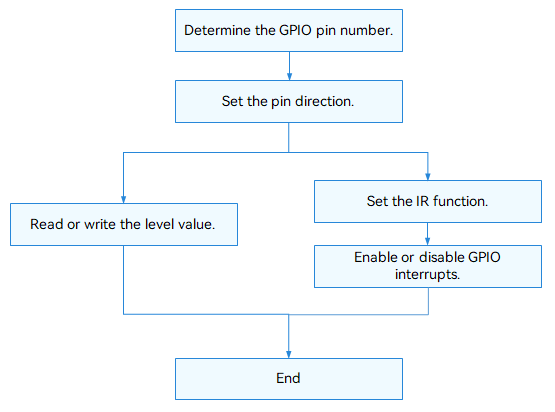 Determine the GPIO pin number.
Set the pin direction.
Read or write the level value.
Set the IR function.
Enable or disable GPIO
interrupts.
End